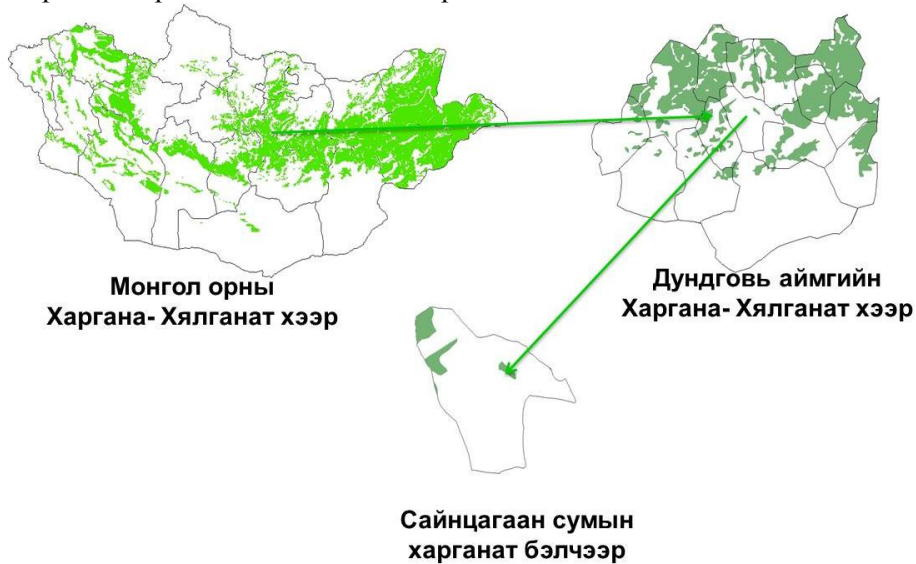 Монгол орны
Харгана- Хялганат хээр
Дундговь аймгийн
Харгана- Хялганат хээр
Сайнцагаан сумын
харганат бэлчээр